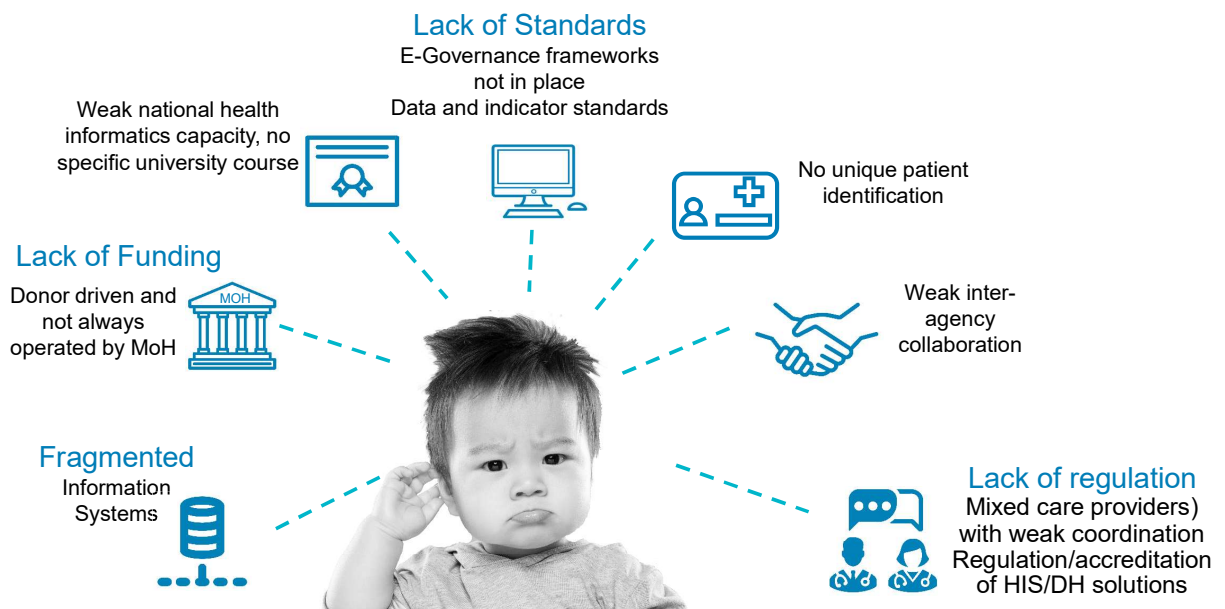 Lack of Standards
E-Governance frameworks
not in place
Data and indicator standards
Weak national health
informatics capacity, no
specific university course
No unique patient
identification
Lack of Funding
Donor driven and
not always
operated by MoH
MOH
Weak inter-
agency
collaboration
Fragmented
Information
Systems
Lack of regulation
Mixed care providers)
with weak coordination
Regulation/accreditation
of HIS/DH solutions